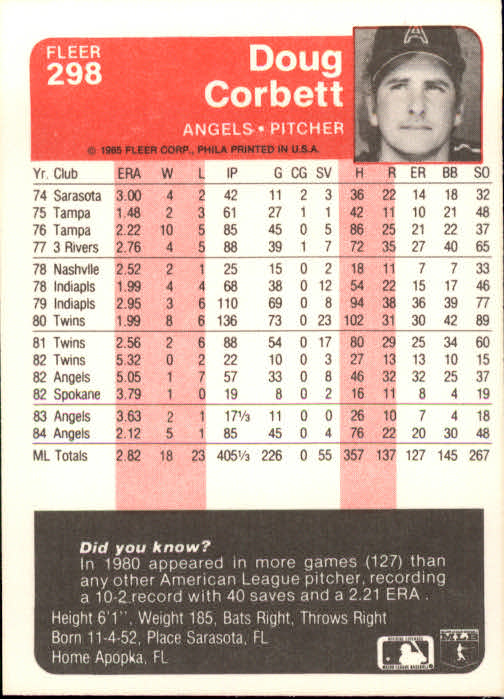 FLEER
298
Doug
Corbett
ANGELS • PITCHER
© 1985 FLEER CORP., PHILA PRINTED IN U.S.A.
Yr. Club ERA W L IP G CG SV H R ER BB SO
74 Sarasota 3.00 4 2 42 11 2 3 36 22 14 18 32
75 Tampa 1.48 2 3 61 27 1 1 42 11 10 21 48
76 Tampa 2.22 10 5 85 45 0 5 86 25 21 22 37
77 3 Rivers 2.76 4 5 88 39 1 7 72 35 27 40 65
78 Nashvlle 2.52 2 1 25 15 0 2 18 11 7 7 33
78 Indiapls 1.99 4 4 68 38 0 12 54 22 15 17 46
79 Indiapls 2.95 3 6 110 69 0 8 94 38 36 39 77
80 Twins 1.99 8 6 136 73 0 23 102 31 30 42 89
81 Twins 2.56 2 6 88 54 0 17 80 29 25 34 60
82 Twins 5.32 0 2 22 10 0 3 27 13 13 10 15
82 Angels 5.05 1 7 57 33 0 8 46 32 32 25 37
82 Spokane 3.79 1 0 19 8 0 2 16 11 8 4 19
83 Angels 3.63 2 1 17⅓ 11 0 0 26 10 7 4 18
84 Angels 2.12 5 1 85 45 0 4 76 22 20 30 48
ML Totals 2.82 18 23 405⅓ 226 0 55 357 137 127 145 267
Did you know?
In 1980 appeared in more games (127) than
any other American League pitcher, recording
a 10-2 record with 40 saves and a 2.21 ERA.
Height 6'1", Weight 185, Bats Right, Throws Right
Born 11-4-52, Place Sarasota, FL
Home Apopka, FL